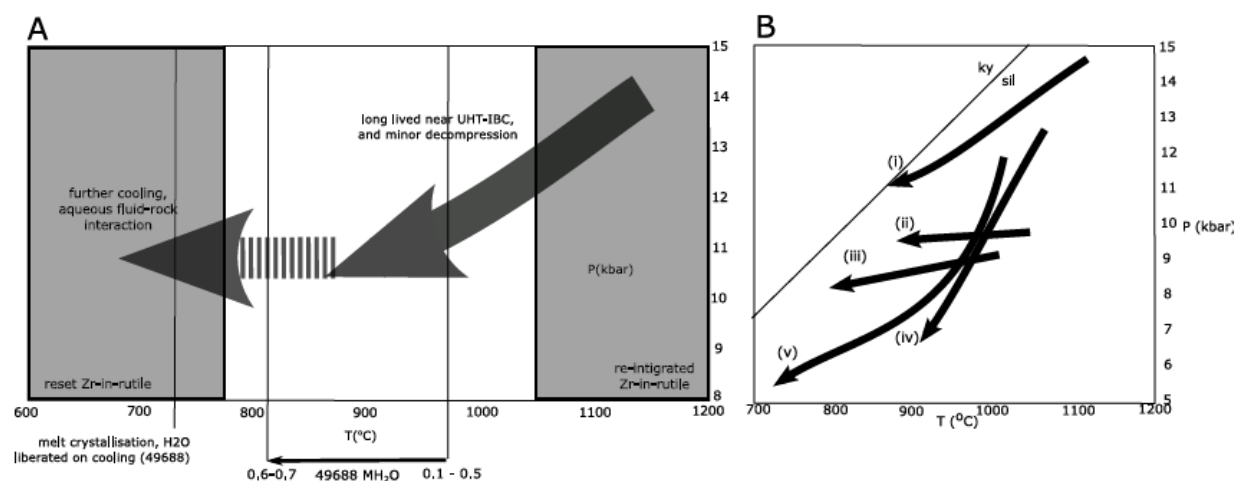 A
long lived near UHT-IBC,
and minor decompression
further cooling,
aqueous fluid-rock
interaction
P(kbar)
reset Zr-in-rutile
re-intigrated
Zr-in-rutile
15
14
13
12
11
10
9
8
600
700
800
900
1000
1100
1200
T(°C)
melt crystallisation, H2O
liberated on cooling (49688)
0,6-0,7
49688 MH2O
0.1 - 0.5
B
ky
sil
(i)
(ii)
(iii)
(iv)
(v)
15
14
13
12
11
10
9
8
7
6
5
P (kbar)
700
800
900
1000
1100
1200
T (°C)